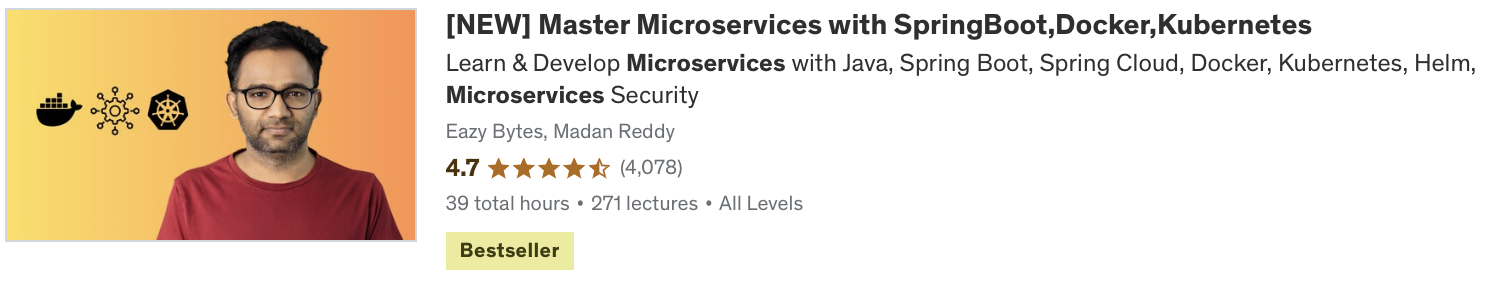 [NEW] Master Microservices with SpringBoot,Docker,Kubernetes
Learn & Develop Microservices with Java, Spring Boot, Spring Cloud, Docker, Kubernetes, Helm,
Microservices Security
Eazy Bytes, Madan Reddy
4.7 (4,078)
39 total hours • 271 lectures • All Levels
Bestseller